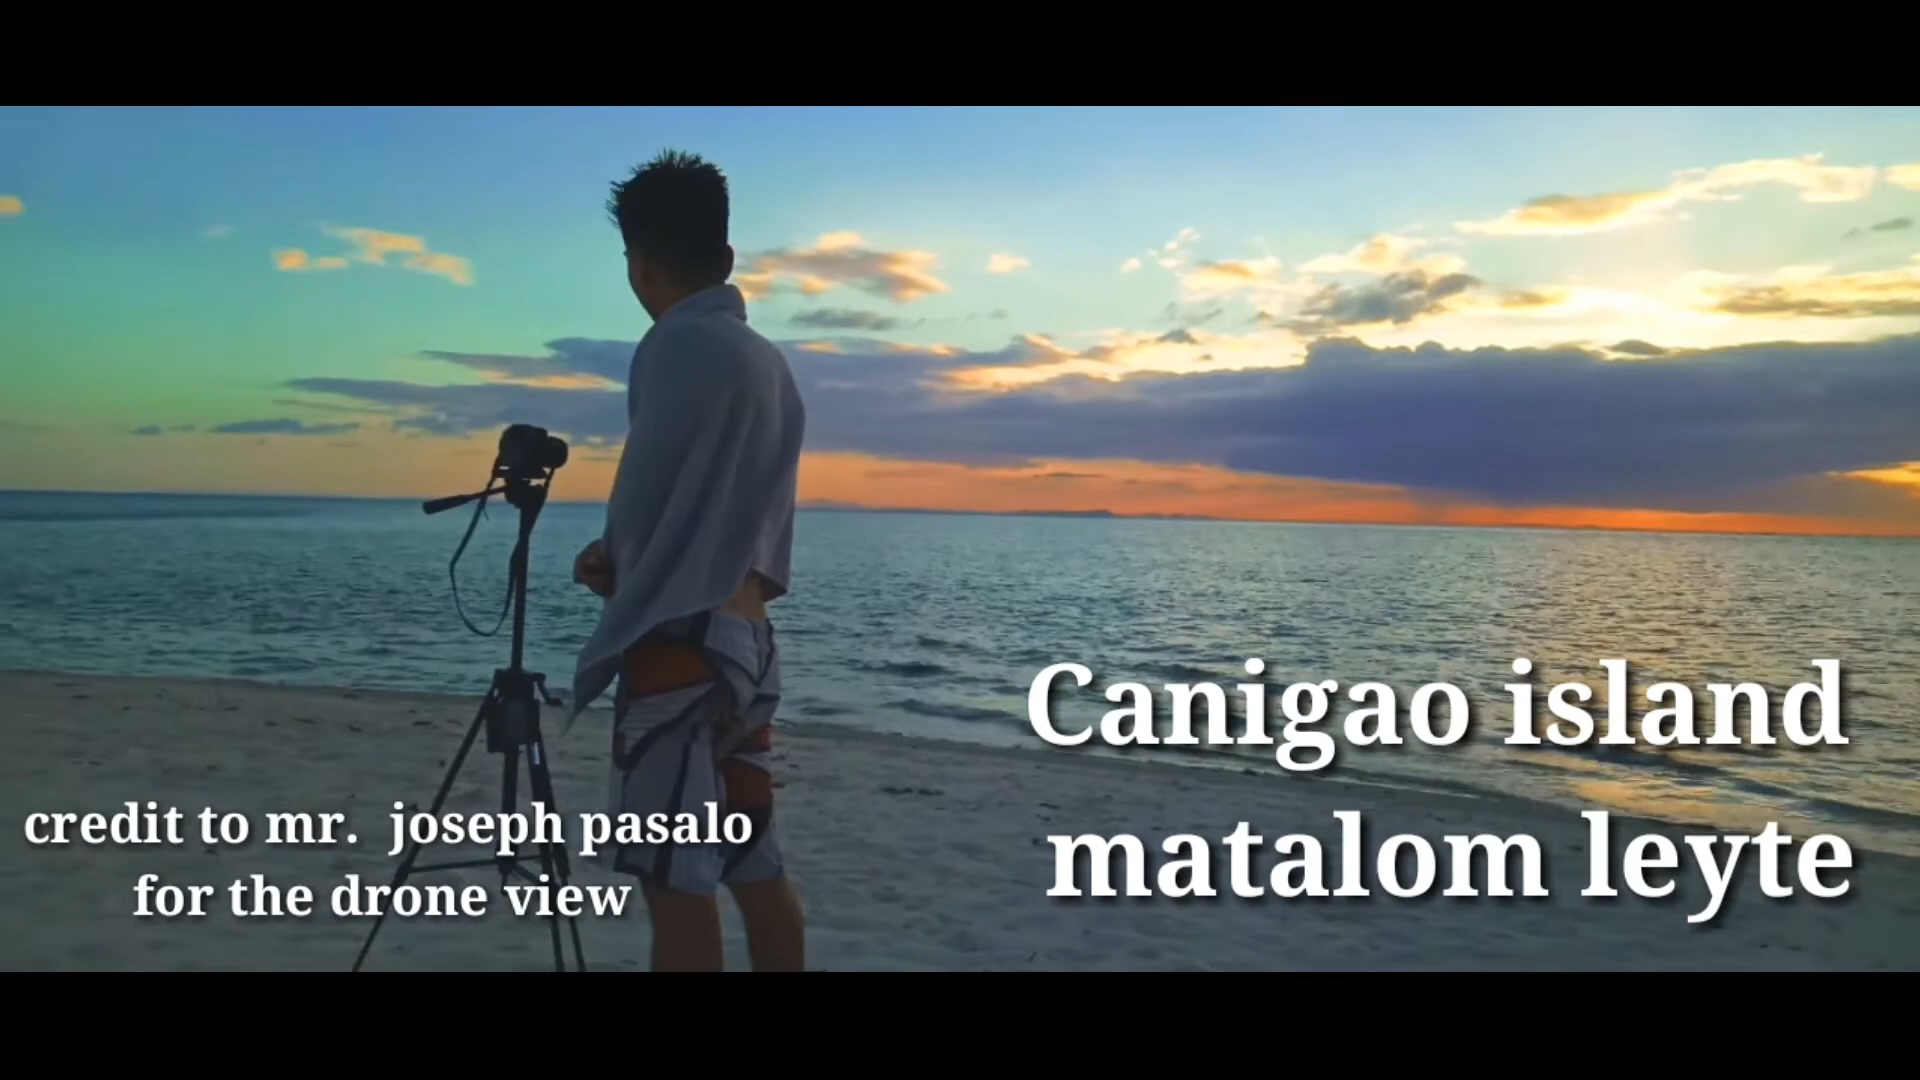 Canigao island
matalom leyte
credit to mr. joseph pasalo
for the drone view